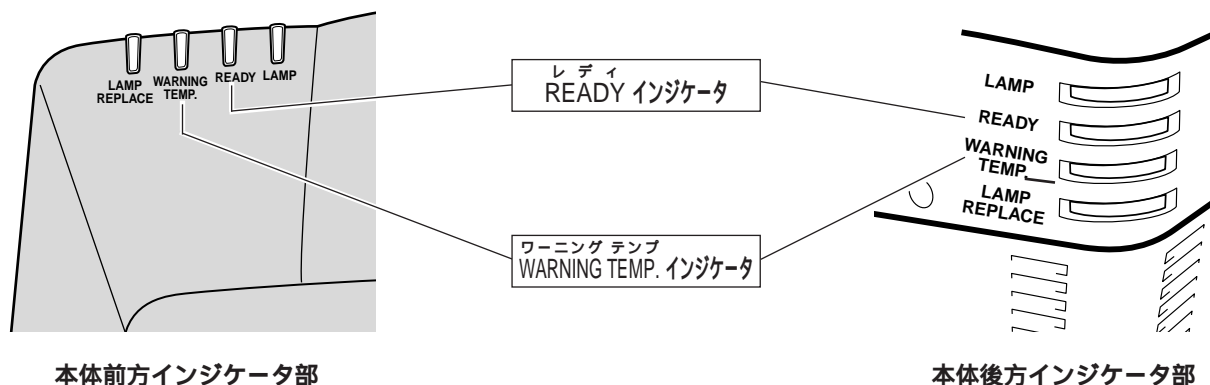 LAMP
REPLACE
WARNING
TEMP.
READY
LAMP
レディ
READY インジケータ
ワーニング テンプ
WARNING TEMP. インジケータ
LAMP
READY
WARNING
TEMP.
LAMP
REPLACE
本体前方インジケータ部
本体後方インジケータ部